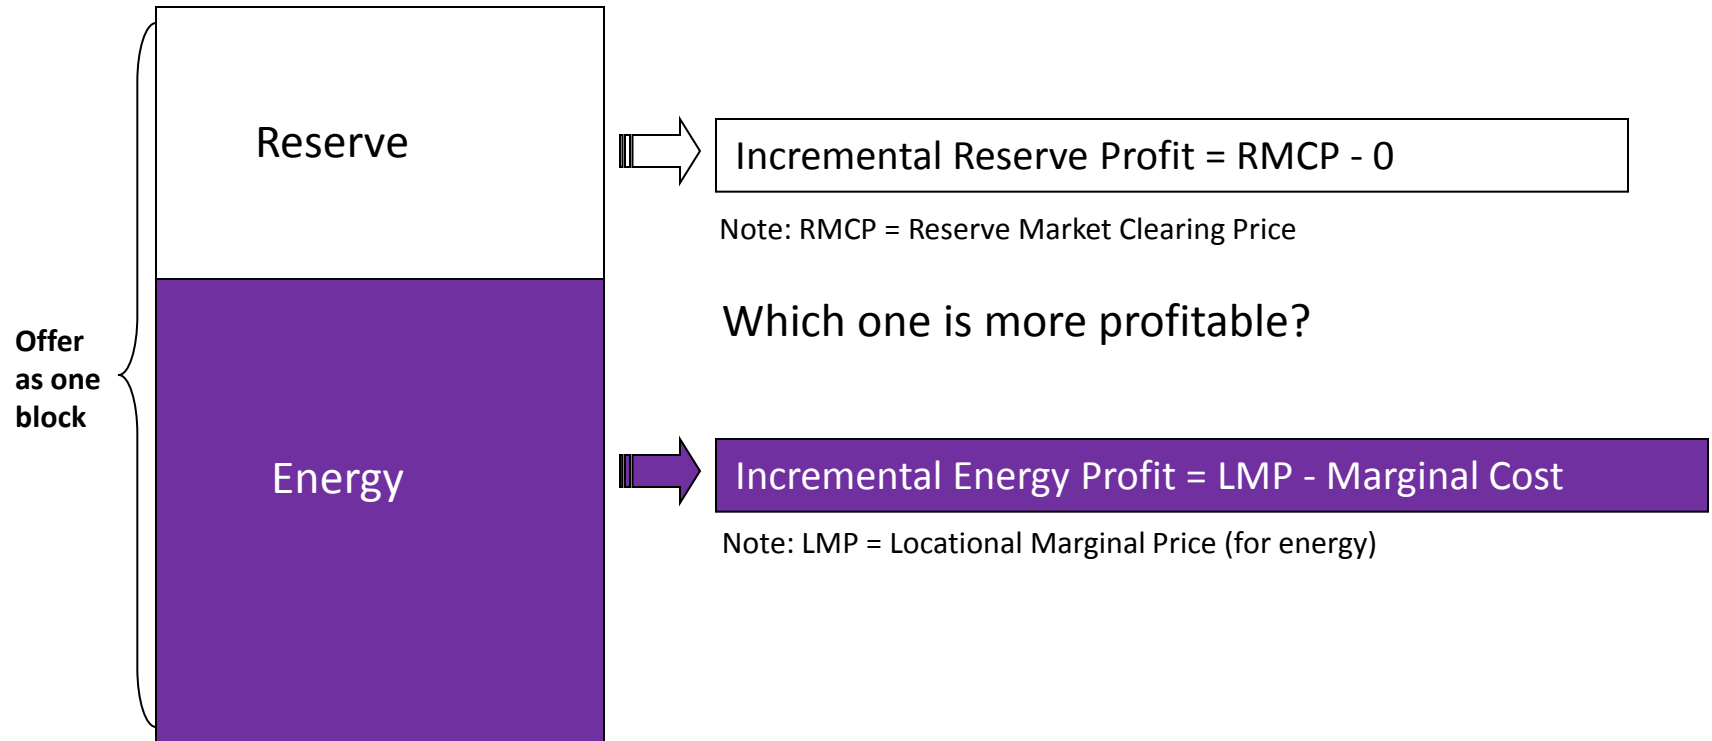 Reserve
Incremental Reserve Profit = RMCP - 0
Note: RMCP = Reserve Market Clearing Price
Which one is more profitable?
Offer
as one
block
Energy
Incremental Energy Profit = LMP - Marginal Cost
Note: LMP = Locational Marginal Price (for energy)